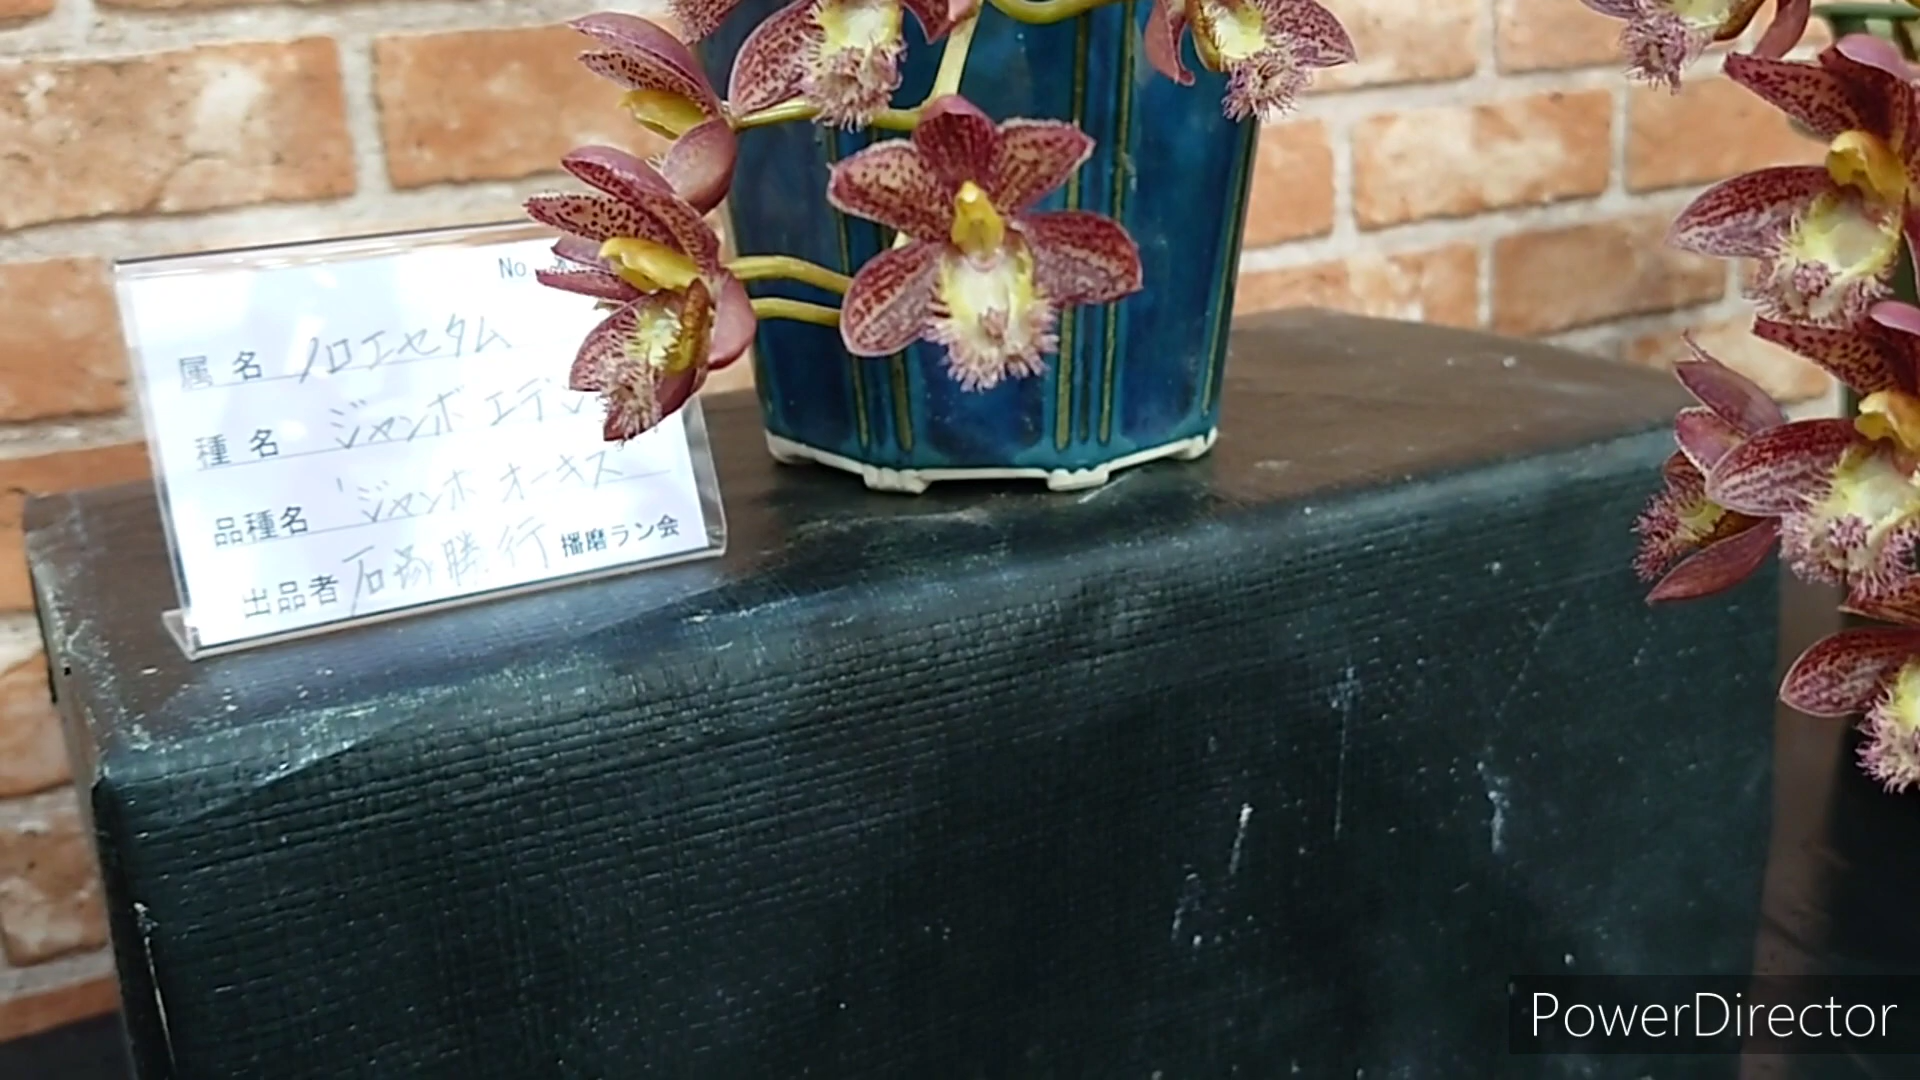 No.
属名 ノロエセタム
種名 ジャンボ エデン
品種名 'ジャンボ オーキス'
出品者 石塚勝行 播磨ラン会
PowerDirector